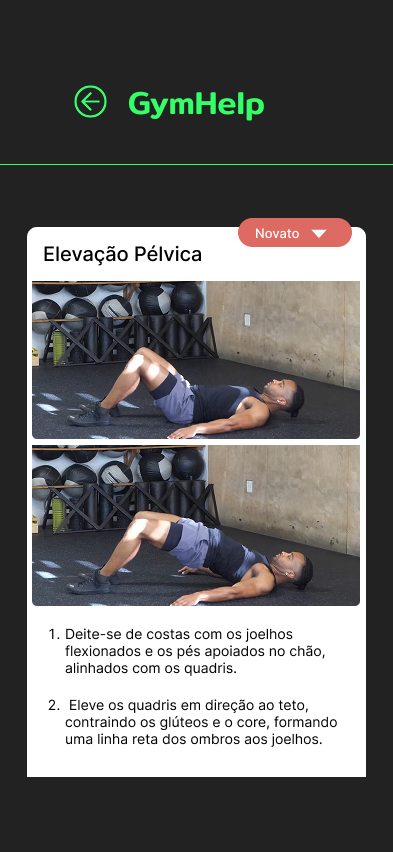 GymHelp
Novato
Elevação Pélvica
1. Deite-se de costas com os joelhos
flexionados e os pés apoiados no chão,
alinhados com os quadris.
2. Eleve os quadris em direção ao teto,
contraindo os glúteos e o core, formando
uma linha reta dos ombros aos joelhos.